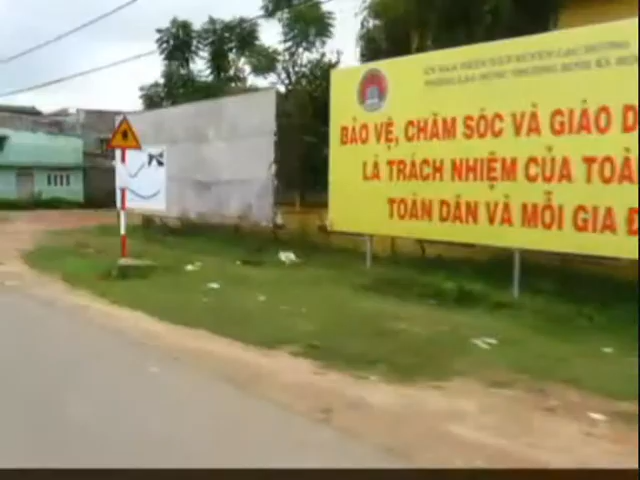 BẢO VỆ, CHĂM SÓC VÀ GIÁO D
LÀ TRÁCH NHIỆM CỦA TOÀ
TOÀN DÂN VÀ MỖI GIA Đ